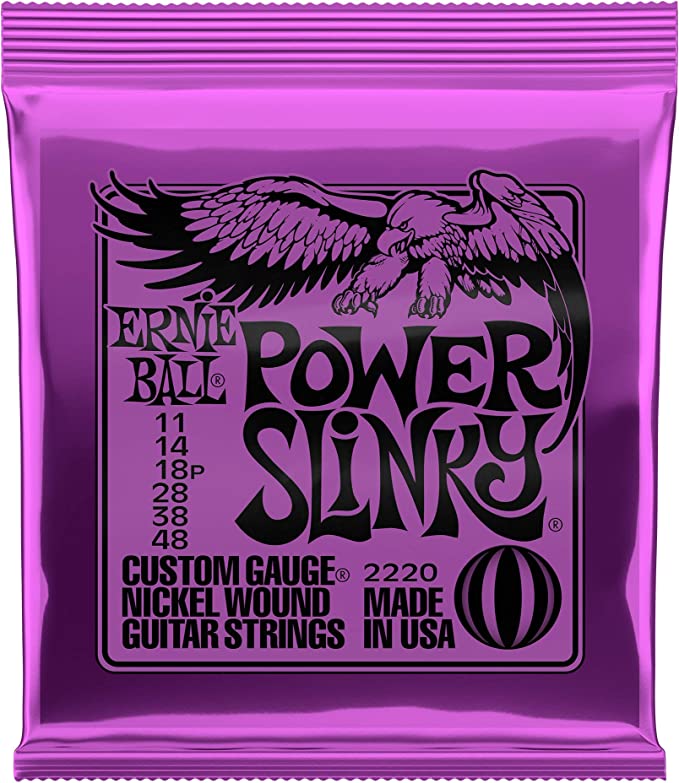 ERNIE
BALL®
POWER
SLINKY®
11
14
18P
28
38
48
CUSTOM GAUGE®
NICKEL WOUND
GUITAR STRINGS
2220
MADE
IN USA